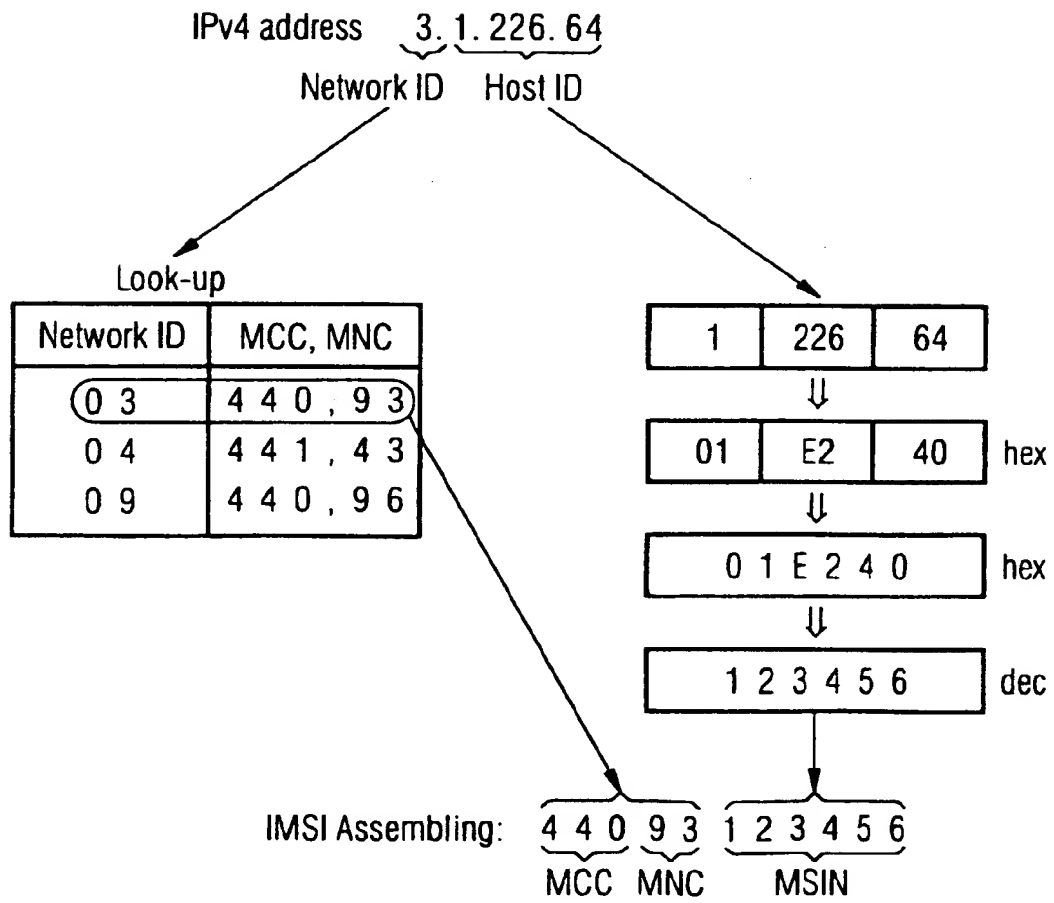 IPv4 address 3. 1. 226. 64
Network ID Host ID
Look-up
Network ID MCC, MNC
0 3 4 4 0 , 9 3
0 4 4 4 1 , 4 3
0 9 4 4 0 , 9 6
1 226 64
01 E2 40 hex
0 1 E 2 4 0 hex
1 2 3 4 5 6 dec
IMSI Assembling: 4 4 0 9 3 1 2 3 4 5 6
MCC MNC MSIN